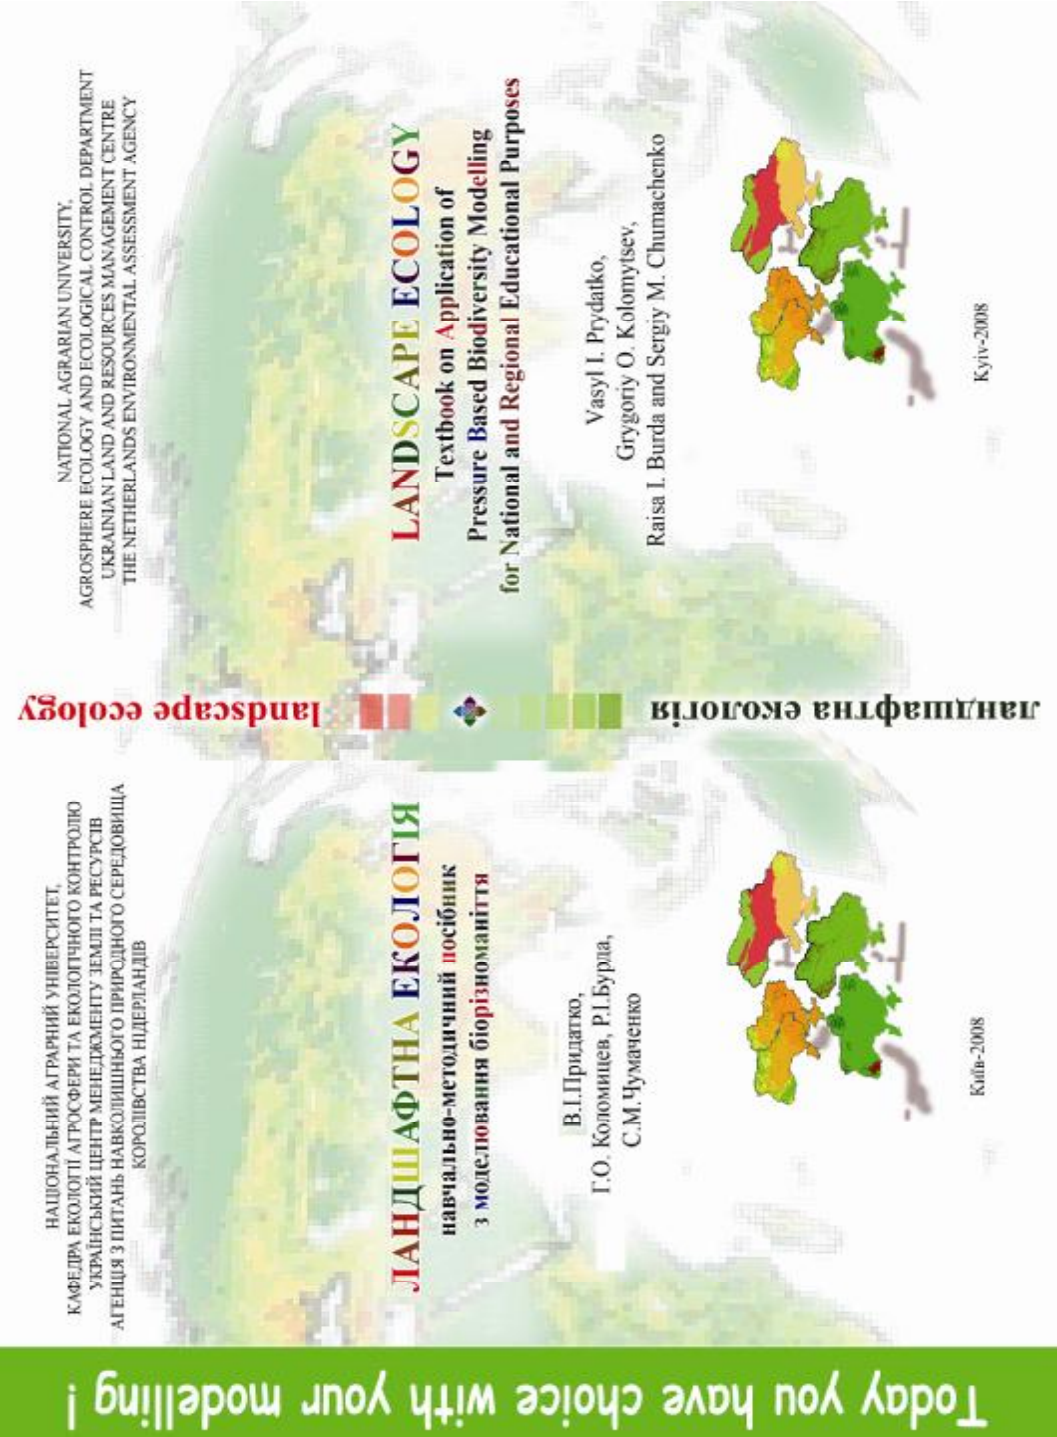 NATIONAL AGRARIAN UNIVERSITY,
AGROSPHERE ECOLOGY AND ECOLOGICAL CONTROL DEPARTMENT
UKRAINIAN LAND AND RESOURCES MANAGEMENT CENTRE
THE NETHERLANDS ENVIRONMENTAL ASSESSMENT AGENCY
LANDSCAPE ECOLOGY
Textbook on Application of
Pressure Based Biodiversity Modelling
for National and Regional Educational Purposes
Vasyl I. Prydatko,
Grygoriy O. Kolomytsev,
Raisa I. Burda and Sergiy M. Chumachenko
Kyiv-2008
landscape ecology
ландшафтна екологія
НАЦІОНАЛЬНИЙ АГРАРНИЙ УНІВЕРСИТЕТ,
КАФЕДРА ЕКОЛОГІЇ АГРОСФЕРИ ТА ЕКОЛОГІЧНОГО КОНТРОЛЮ
УКРАЇНСЬКИЙ ЦЕНТР МЕНЕДЖМЕНТУ ЗЕМЛІ ТА РЕСУРСІВ
АГЕНЦІЯ З ПИТАНЬ НАВКОЛИШНЬОГО ПРИРОДНОГО СЕРЕДОВИЩА
КОРОЛІВСТВА НІДЕРЛАНДІВ
ЛАНДШАФТНА ЕКОЛОГІЯ
навчально-методичний посібник
з моделювання біорізноманіття
В.І.Придатко,
Г.О. Коломицев, Р.І.Бурда,
С.М.Чумаченко
Київ-2008
Today you have choice with your modelling !